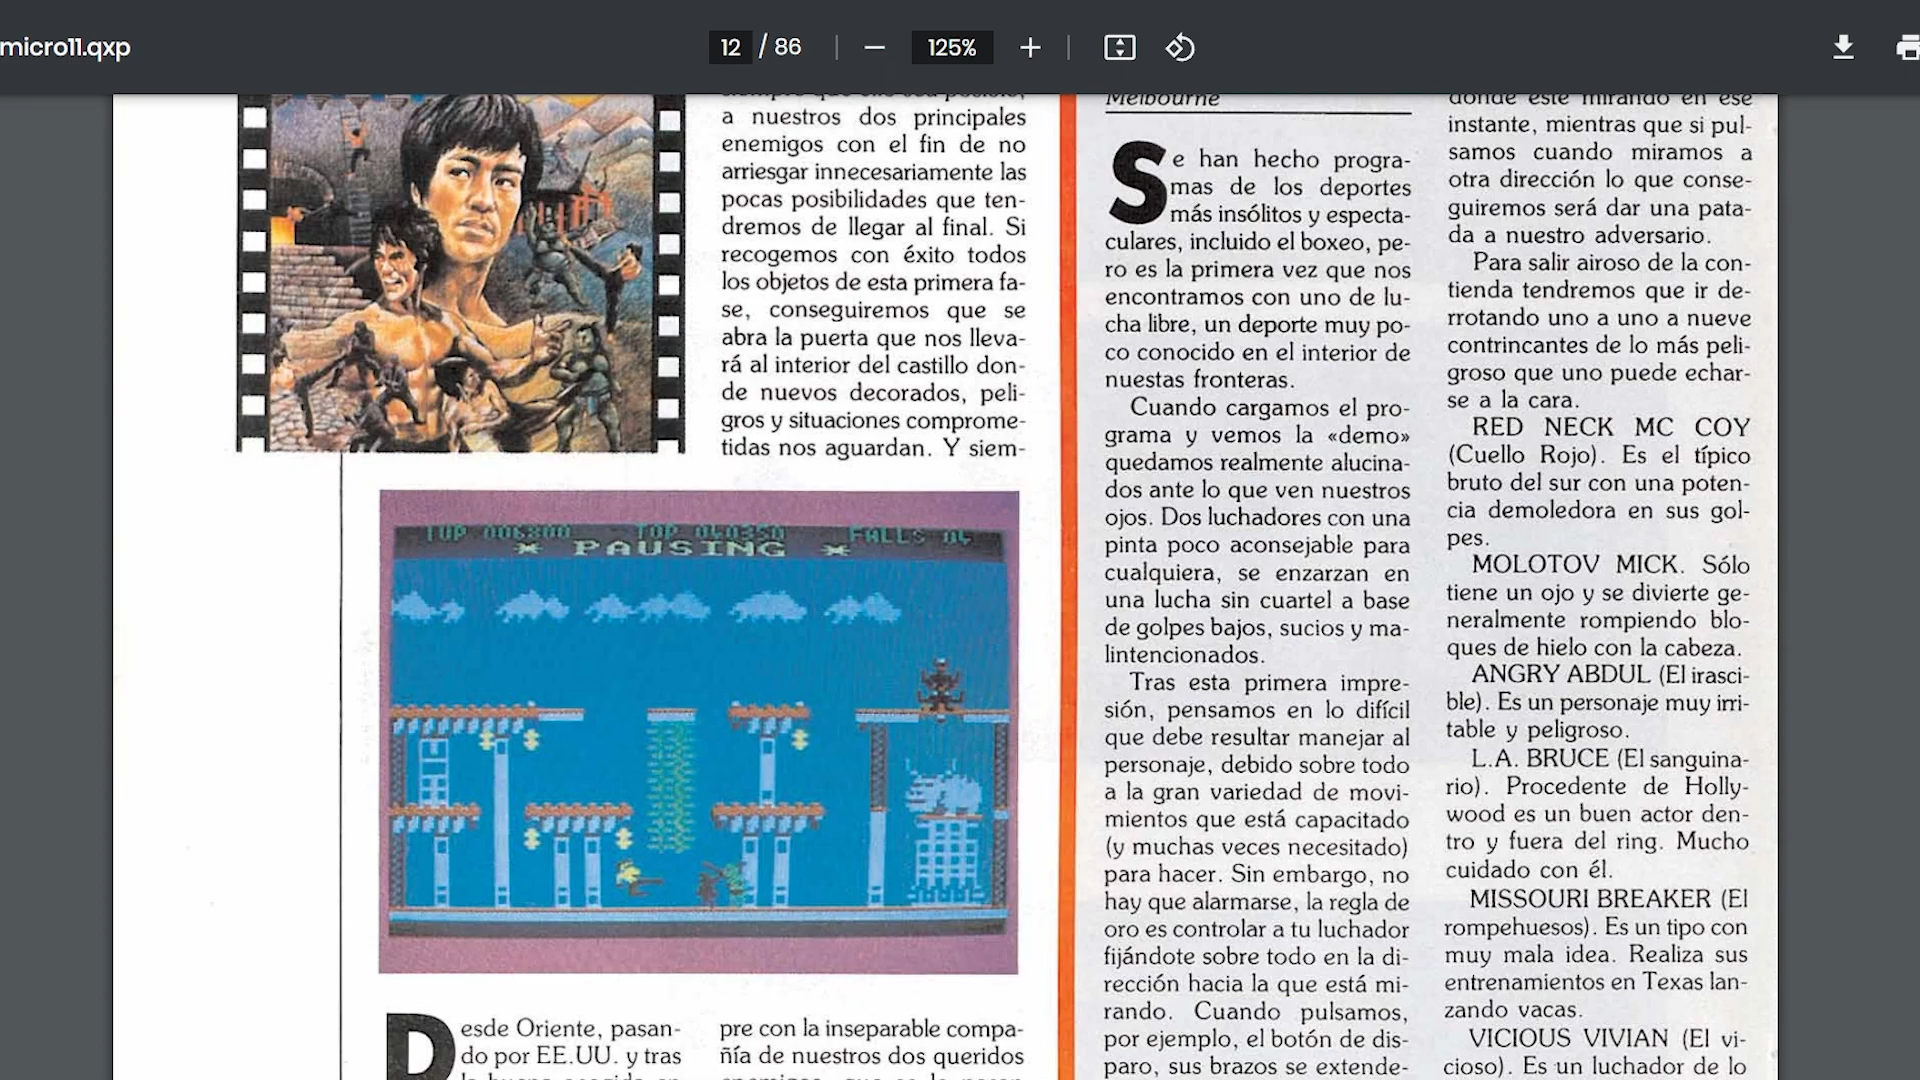 micro11.qxp
12 / 86
125%
siempre que ello sea posible,
a nuestros dos principales
enemigos con el fin de no
arriesgar innecesariamente las
pocas posibilidades que ten-
dremos de llegar al final. Si
recogemos con éxito todos
los objetos de esta primera fa-
se, conseguiremos que se
abra la puerta que nos lleva-
rá al interior del castillo don-
de nuevos decorados, peli-
gros y situaciones comprome-
tidas nos aguardan. Y siem-
TOP 006300 TOP 040350 FALLS 04
* PAUSING *
Desde Oriente, pasan-
do por EE.UU. y tras
pre con la inseparable compa-
ñía de nuestros dos queridos
Melbourne
Se han hecho progra-
mas de los deportes
más insólitos y especta-
culares, incluido el boxeo, pe-
ro es la primera vez que nos
encontramos con uno de lu-
cha libre, un deporte muy po-
co conocido en el interior de
nuestas fronteras.
Cuando cargamos el pro-
grama y vemos la «demo»
quedamos realmente alucina-
dos ante lo que ven nuestros
ojos. Dos luchadores con una
pinta poco aconsejable para
cualquiera, se enzarzan en
una lucha sin cuartel a base
de golpes bajos, sucios y ma-
lintencionados.
Tras esta primera impre-
sión, pensamos en lo difícil
que debe resultar manejar al
personaje, debido sobre todo
a la gran variedad de movi-
mientos que está capacitado
(y muchas veces necesitado)
para hacer. Sin embargo, no
hay que alarmarse, la regla de
oro es controlar a tu luchador
fijándote sobre todo en la di-
rección hacia la que está mi-
rando. Cuando pulsamos,
por ejemplo, el botón de dis-
paro, sus brazos se extende-
donde esté mirando en ese
instante, mientras que si pul-
samos cuando miramos a
otra dirección lo que conse-
guiremos será dar una pata-
da a nuestro adversario.
Para salir airoso de la con-
tienda tendremos que ir de-
rrotando uno a uno a nueve
contrincantes de lo más peli-
groso que uno puede echar-
se a la cara.
RED NECK MC COY
(Cuello Rojo). Es el típico
bruto del sur con una poten-
cia demoledora en sus gol-
pes.
MOLOTOV MICK. Sólo
tiene un ojo y se divierte ge-
neralmente rompiendo blo-
ques de hielo con la cabeza.
ANGRY ABDUL (El irasci-
ble). Es un personaje muy irri-
table y peligroso.
L.A. BRUCE (El sanguina-
rio). Procedente de Holly-
wood es un buen actor den-
tro y fuera del ring. Mucho
cuidado con él.
MISSOURI BREAKER (El
rompehuesos). Es un tipo con
muy mala idea. Realiza sus
entrenamientos en Texas lan-
zando vacas.
VICIOUS VIVIAN (El vi-
cioso). Es un luchador de lo